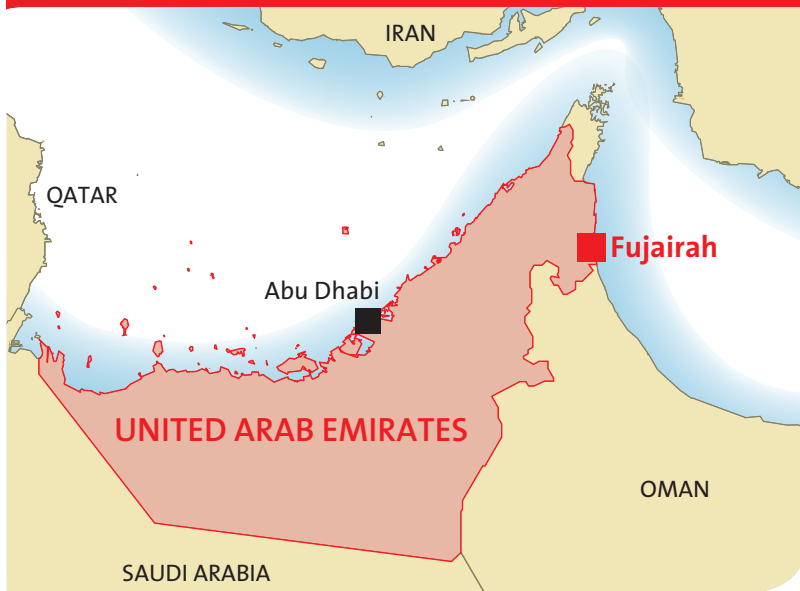 IRAN
QATAR
Fujairah
Abu Dhabi
UNITED ARAB EMIRATES
OMAN
SAUDI ARABIA